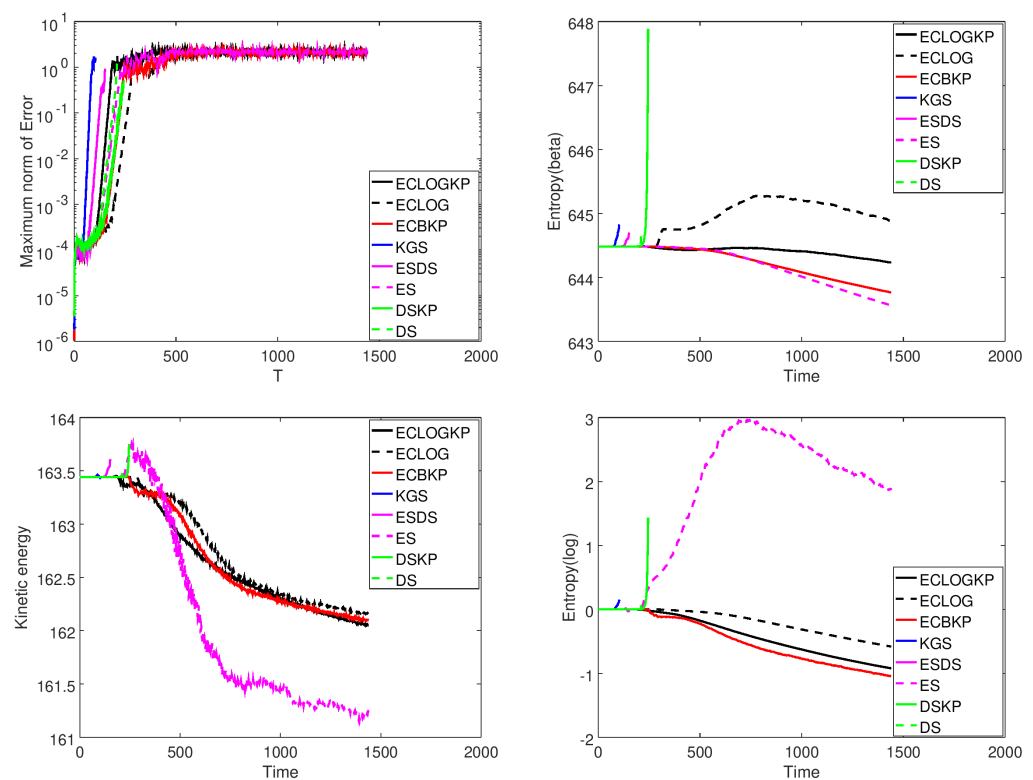 10^1
10^0
10^-1
10^-2
10^-3
10^-4
10^-5
10^-6
Maximum norm of Error
0 500 1000 1500 2000
T
ECLOGKP
ECLOG
ECBKP
KGS
ESDS
ES
DSKP
DS
648
647
646
645
644
643
Entropy(beta)
0 500 1000 1500 2000
Time
ECLOGKP
ECLOG
ECBKP
KGS
ESDS
ES
DSKP
DS
164
163.5
163
162.5
162
161.5
161
Kinetic energy
0 500 1000 1500 2000
Time
ECLOGKP
ECLOG
ECBKP
KGS
ESDS
ES
DSKP
DS
3
2
1
0
-1
-2
Entropy(log)
0 500 1000 1500 2000
Time
ECLOGKP
ECLOG
ECBKP
KGS
ESDS
ES
DSKP
DS